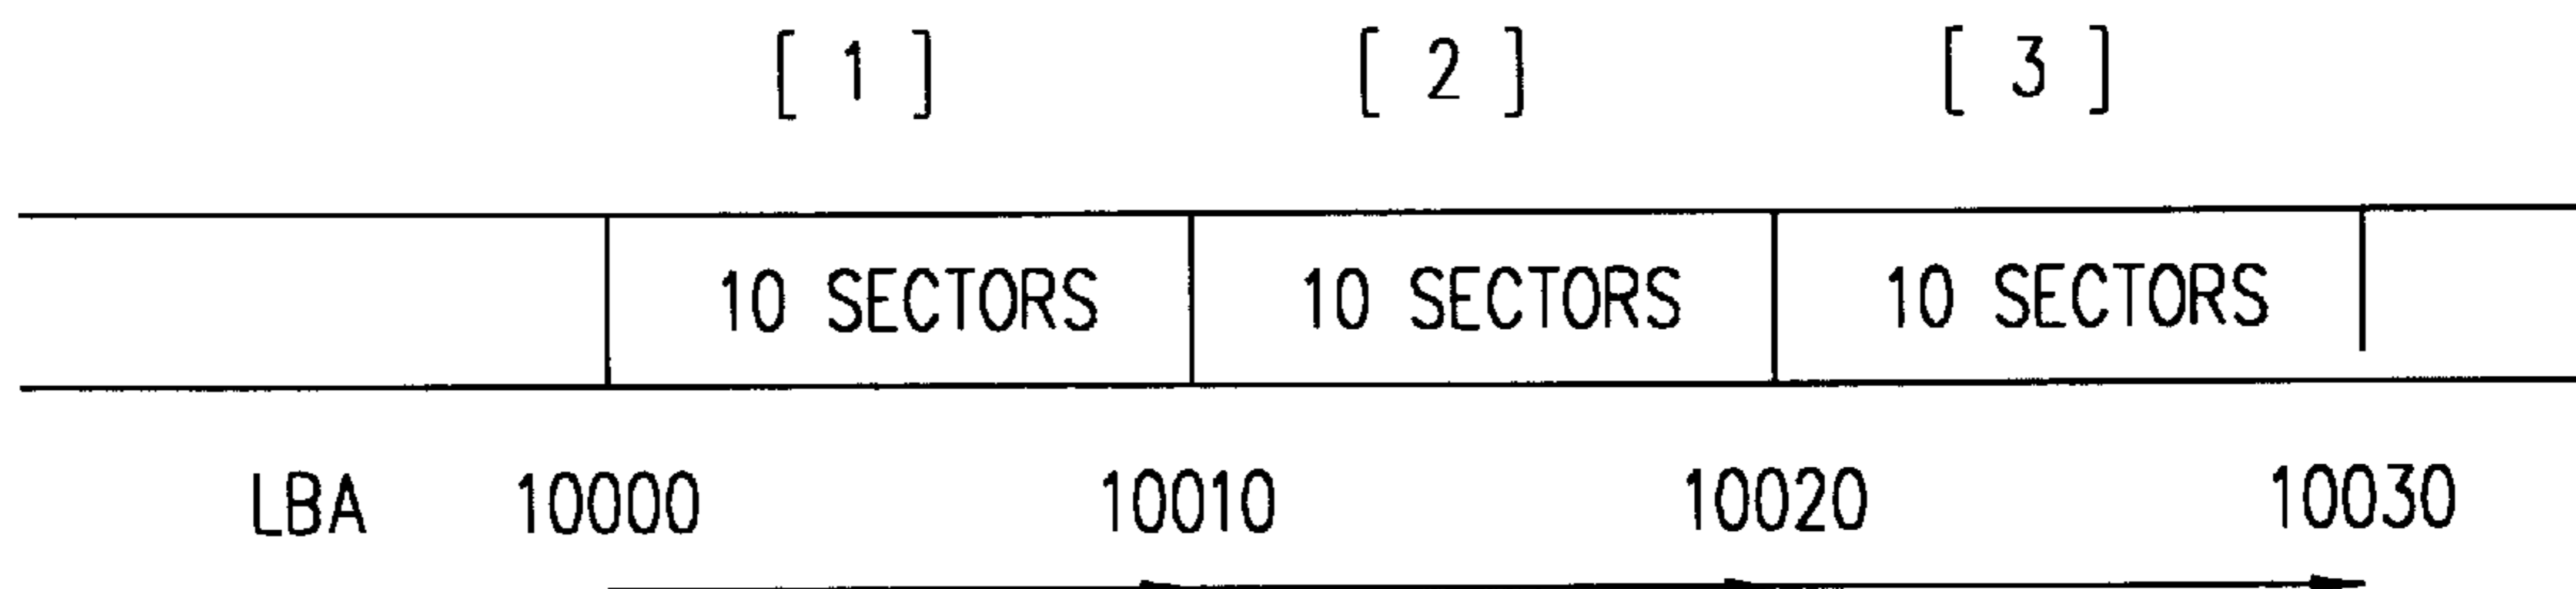 [ 1 ] [ 2 ] [ 3 ]
10 SECTORS 10 SECTORS 10 SECTORS
LBA 10000 10010 10020 10030